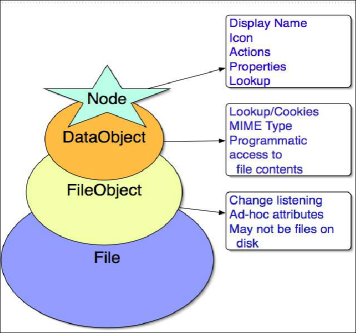 Node
DataObject
FileObject
File
Display Name
Icon
Actions
Properties
Lookup
Lookup/Cookies
MIME Type
Programmatic
access to
file contents
Change listening
Ad-hoc attributes
May not be files on
disk